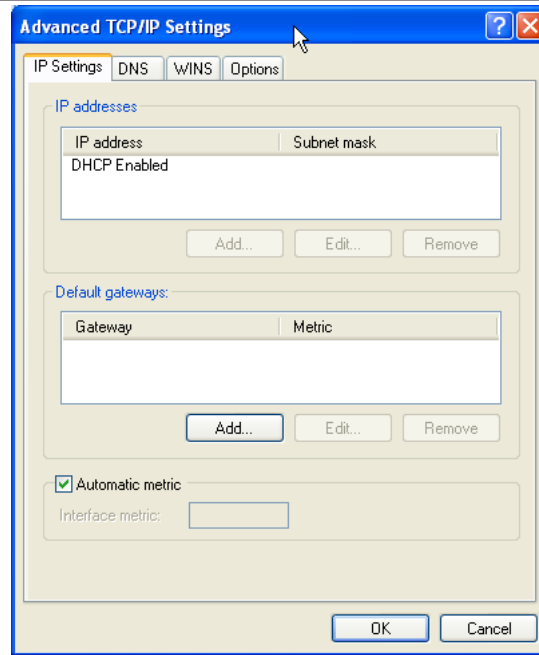 Advanced TCP/IP Settings
IP Settings DNS WINS Options
IP addresses
IP address Subnet mask
DHCP Enabled
Add... Edit... Remove
Default gateways:
Gateway Metric
Add... Edit... Remove
Automatic metric
Interface metric:
OK Cancel